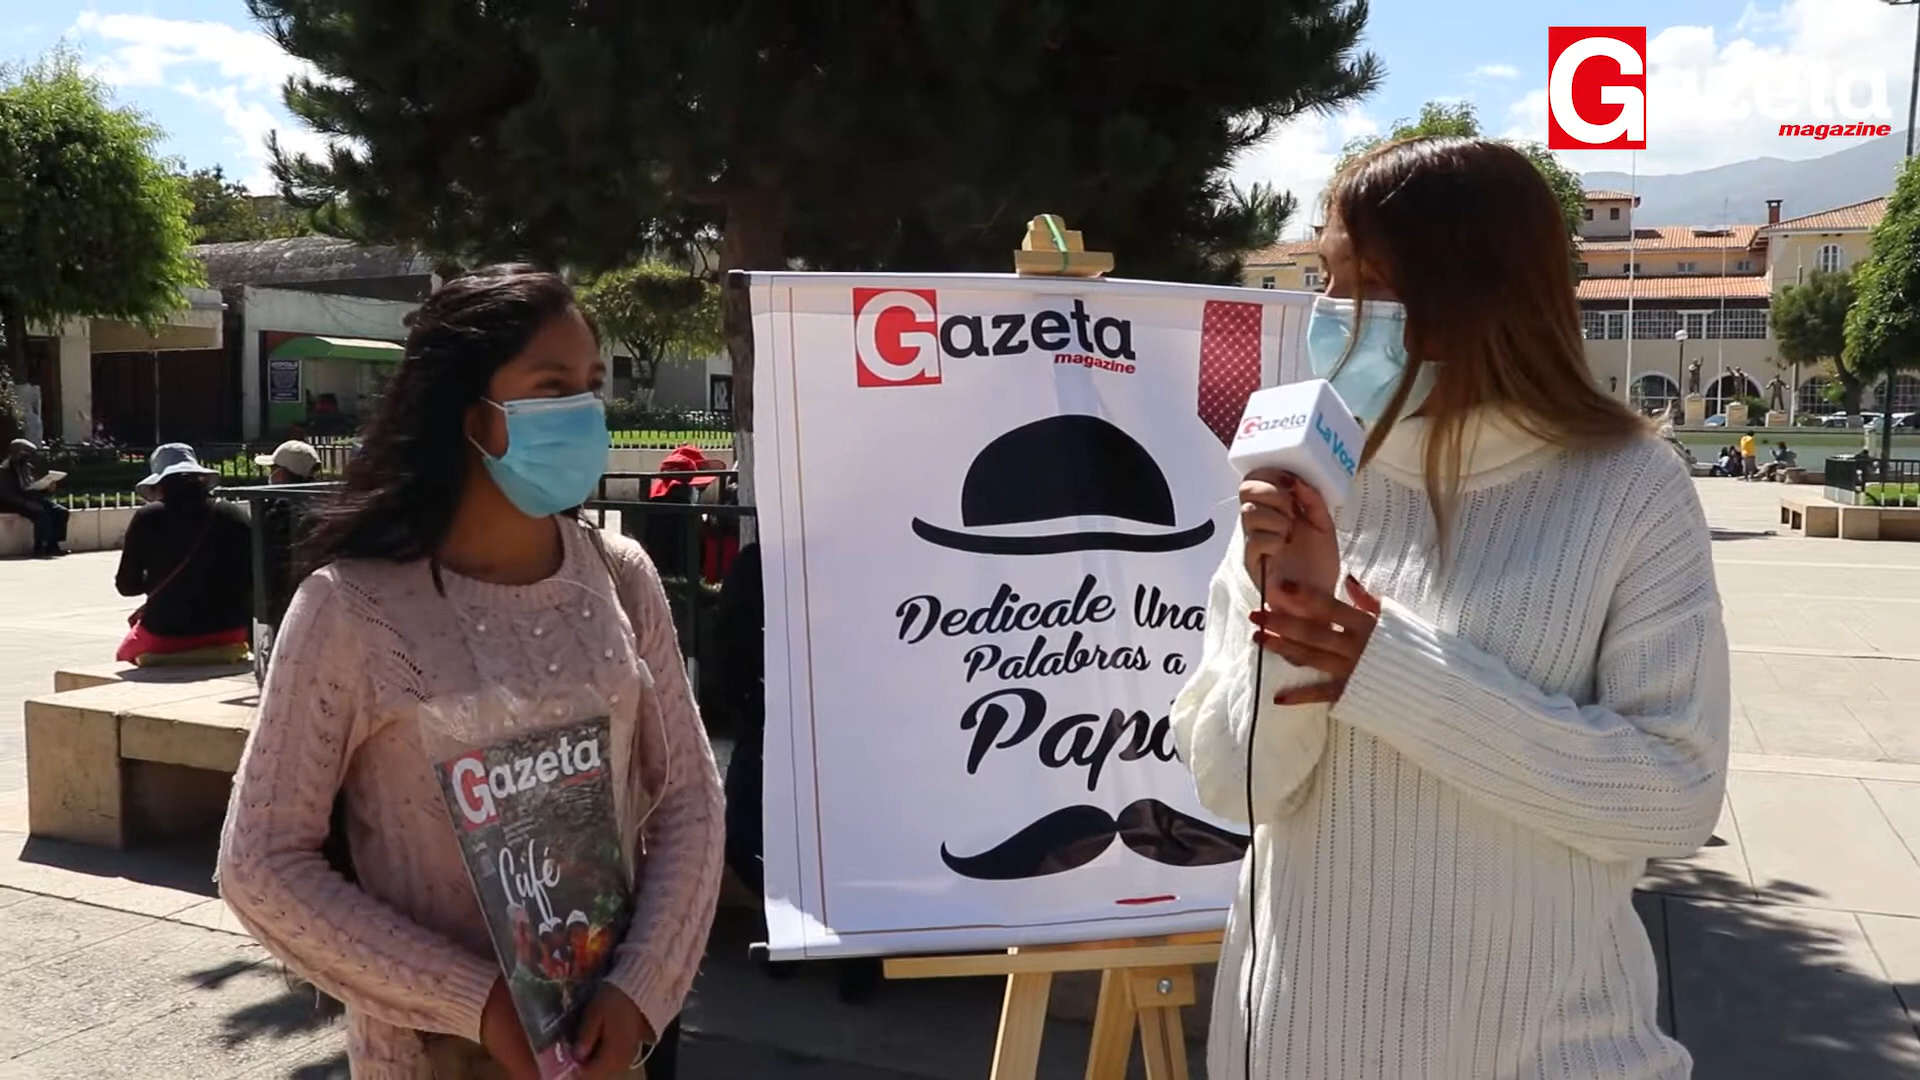 Gazeta
magazine
Gazeta
magazine
Dedicale Una
Palabras a
Papá
Gazeta
La Voz
Gazeta
Café